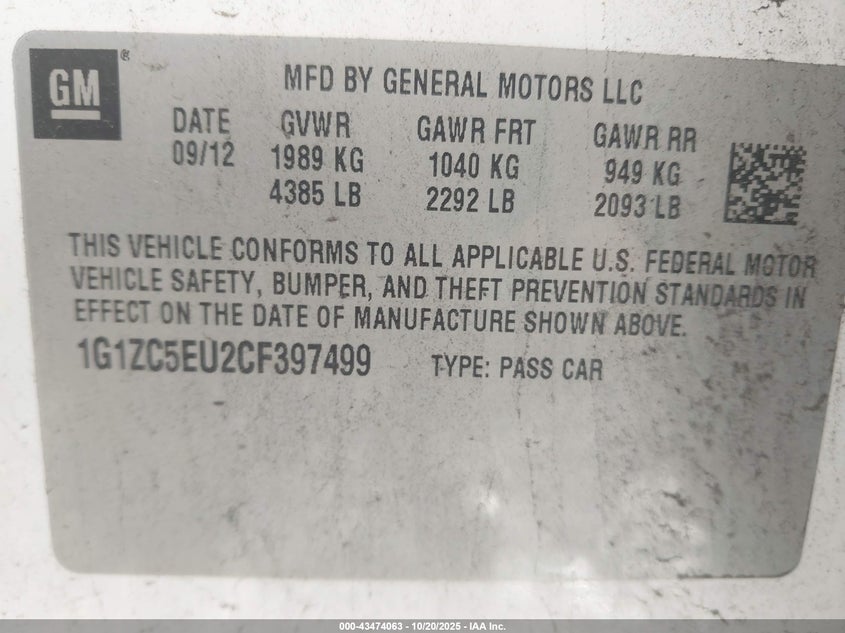 GM ®
MFD BY GENERAL MOTORS LLC
DATE GVWR GAWR FRT GAWR RR
09/12 1989 KG 1040 KG 949 KG
4385 LB 2292 LB 2093 LB
THIS VEHICLE CONFORMS TO ALL APPLICABLE U.S. FEDERAL MOTOR
VEHICLE SAFETY, BUMPER, AND THEFT PREVENTION STANDARDS IN
EFFECT ON THE DATE OF MANUFACTURE SHOWN ABOVE.
1G1ZC5EU2CF397499 TYPE: PASS CAR
43474063 - 10/20/2025 - IAA Inc.